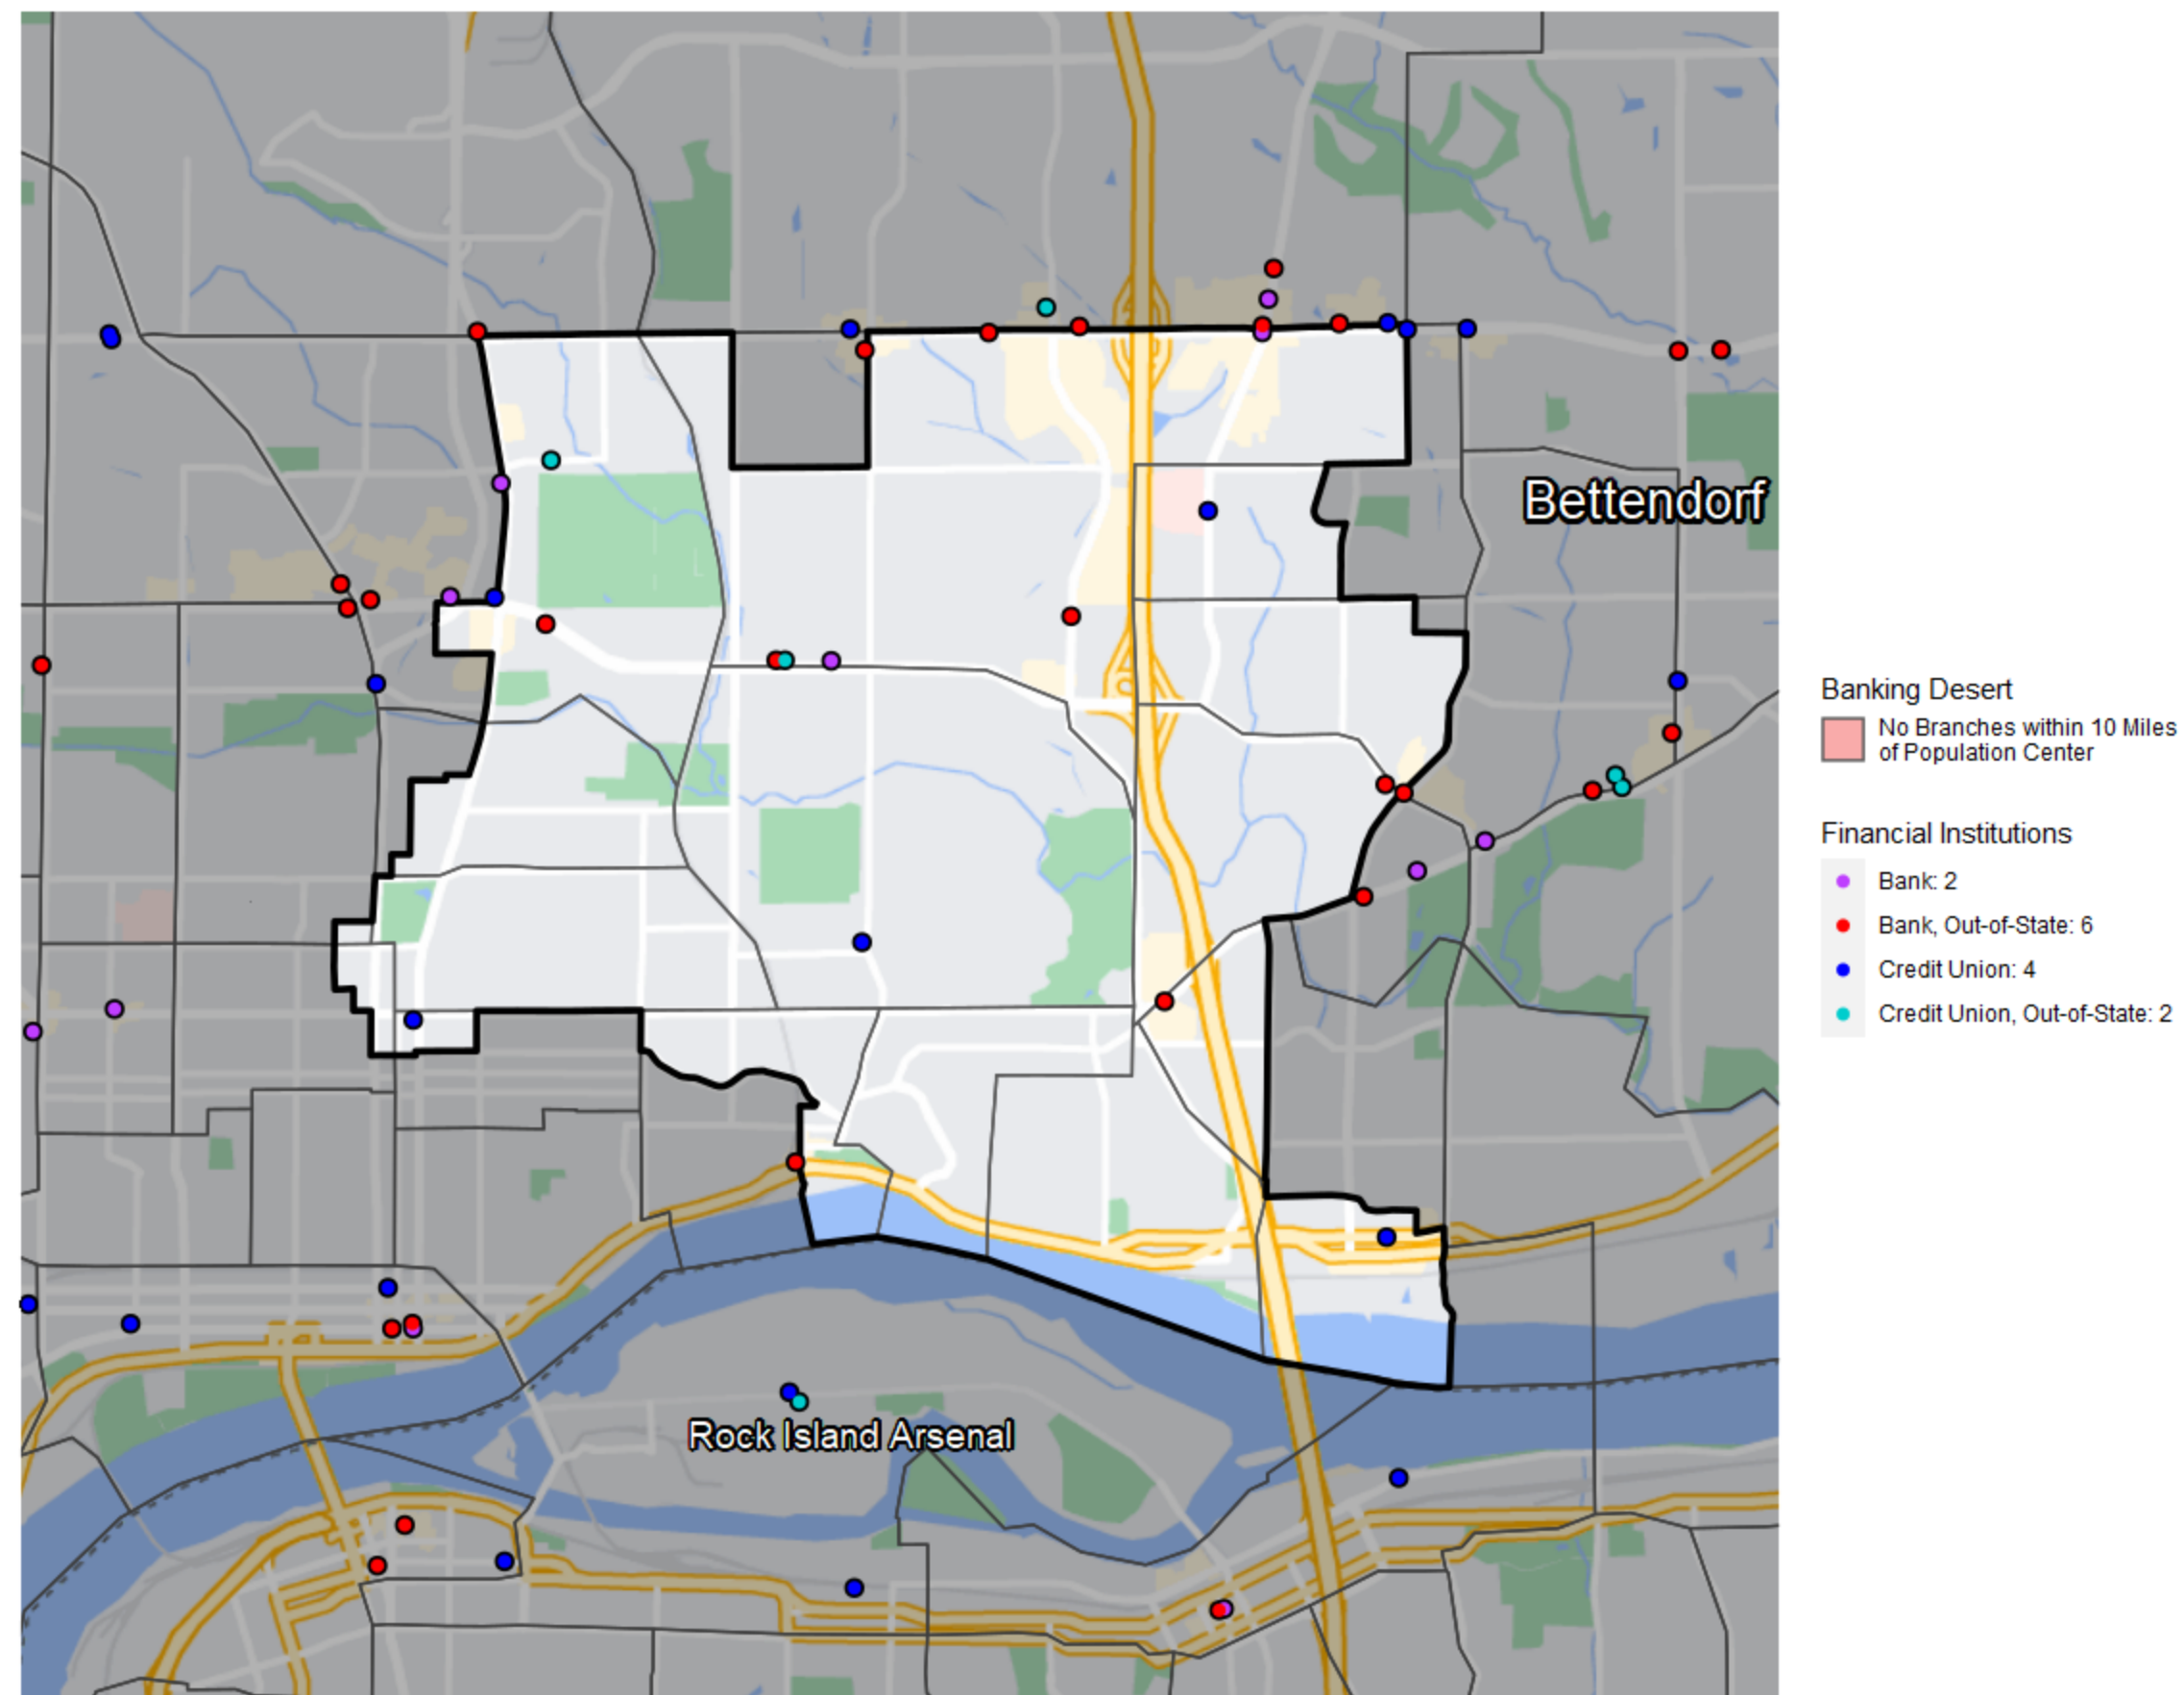 Bettendorf
Rock Island Arsenal
Banking Desert
No Branches within 10 Miles
of Population Center
Financial Institutions
Bank: 2
Bank, Out-of-State: 6
Credit Union: 4
Credit Union, Out-of-State: 2